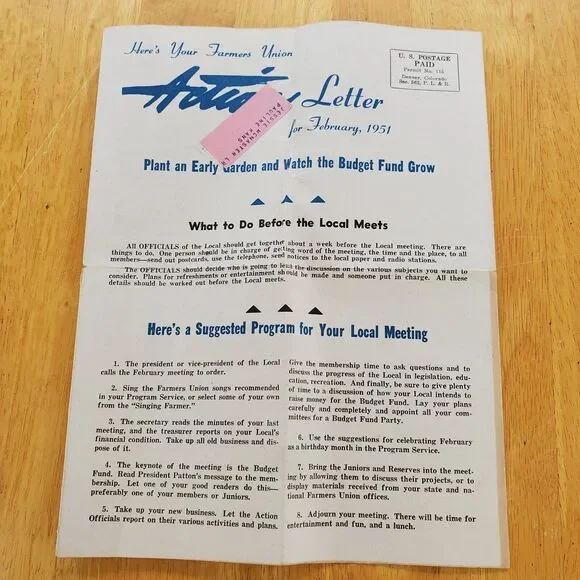 Here's Your Farmers Union
U. S. POSTAGE
PAID
Permit No. 115
Denver, Colorado
Sec. 562, P. L. & R.
Action Letter
JESSIE MCMASTER LR
PAULINE KANS
for February, 1951
Plant an Early Garden and Watch the Budget Fund Grow
What to Do Before the Local Meets
All OFFICIALS of the Local should get together about a week before the Local meeting. There are
things to do. One person should be in charge of getting word of the meeting, the time and the place, to all
members—send out postcards, use the telephone, send notices to the local paper and radio stations.
The OFFICIALS should decide who is going to lead the discussion on the various subjects you want to
consider. Plans for refreshments or entertainment should be made and someone put in charge. All these
details should be worked out before the Local meets.
Here's a Suggested Program for Your Local Meeting
1. The president or vice-president of the Local
calls the February meeting to order.
2. Sing the Farmers Union songs recommended
in your Program Service, or select some of your own
from the "Singing Farmer."
3. The secretary reads the minutes of your last
meeting, and the treasurer reports on your Local's
financial condition. Take up all old business and dis-
pose of it.
4. The keynote of the meeting is the Budget
Fund. Read President Patton's message to the mem-
bership. Let one of your good readers do this—
preferably one of your members or Juniors.
5. Take up your new business. Let the Action
Officials report on their various activities and plans.
Give the membership time to ask questions and to
discuss the progress of the Local in legislation, edu-
cation, recreation. And finally, be sure to give plenty
of time to a discussion of how your Local intends to
raise money for the Budget Fund. Lay your plans
carefully and completely and appoint all your com-
mittees for a Budget Fund Party.
6. Use the suggestions for celebrating February
as a birthday month in the Program Service.
7. Bring the Juniors and Reserves into the meet-
ing by allowing them to discuss their projects, or to
display materials received from your state and na-
tional Farmers Union offices.
8. Adjourn your meeting. There will be time for
entertainment and fun, and a lunch.